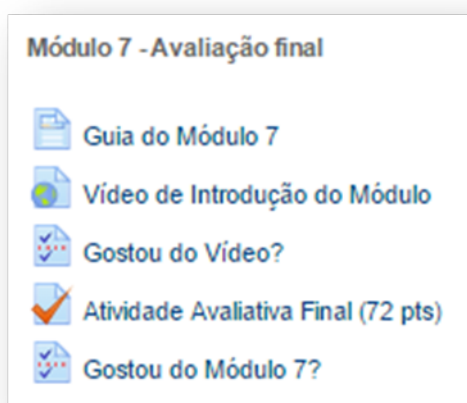 Módulo 7 - Avaliação final
Guia do Módulo 7
Vídeo de Introdução do Módulo
Gostou do Vídeo?
Atividade Avaliativa Final (72 pts)
Gostou do Módulo 7?